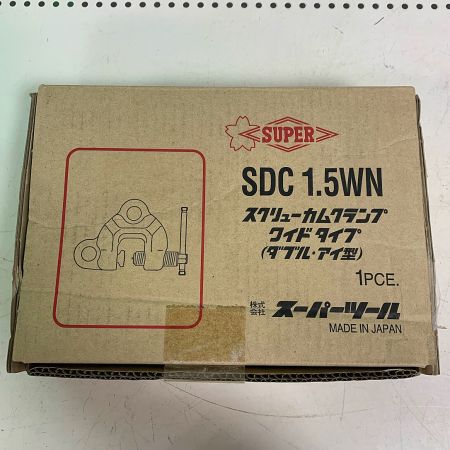 SUPER
SDC 1.5WN
スクリューカムクランプ
ワイド タイプ
(ダブル・アイ型)
1PCE.
株式会社 スーパーツール
MADE IN JAPAN